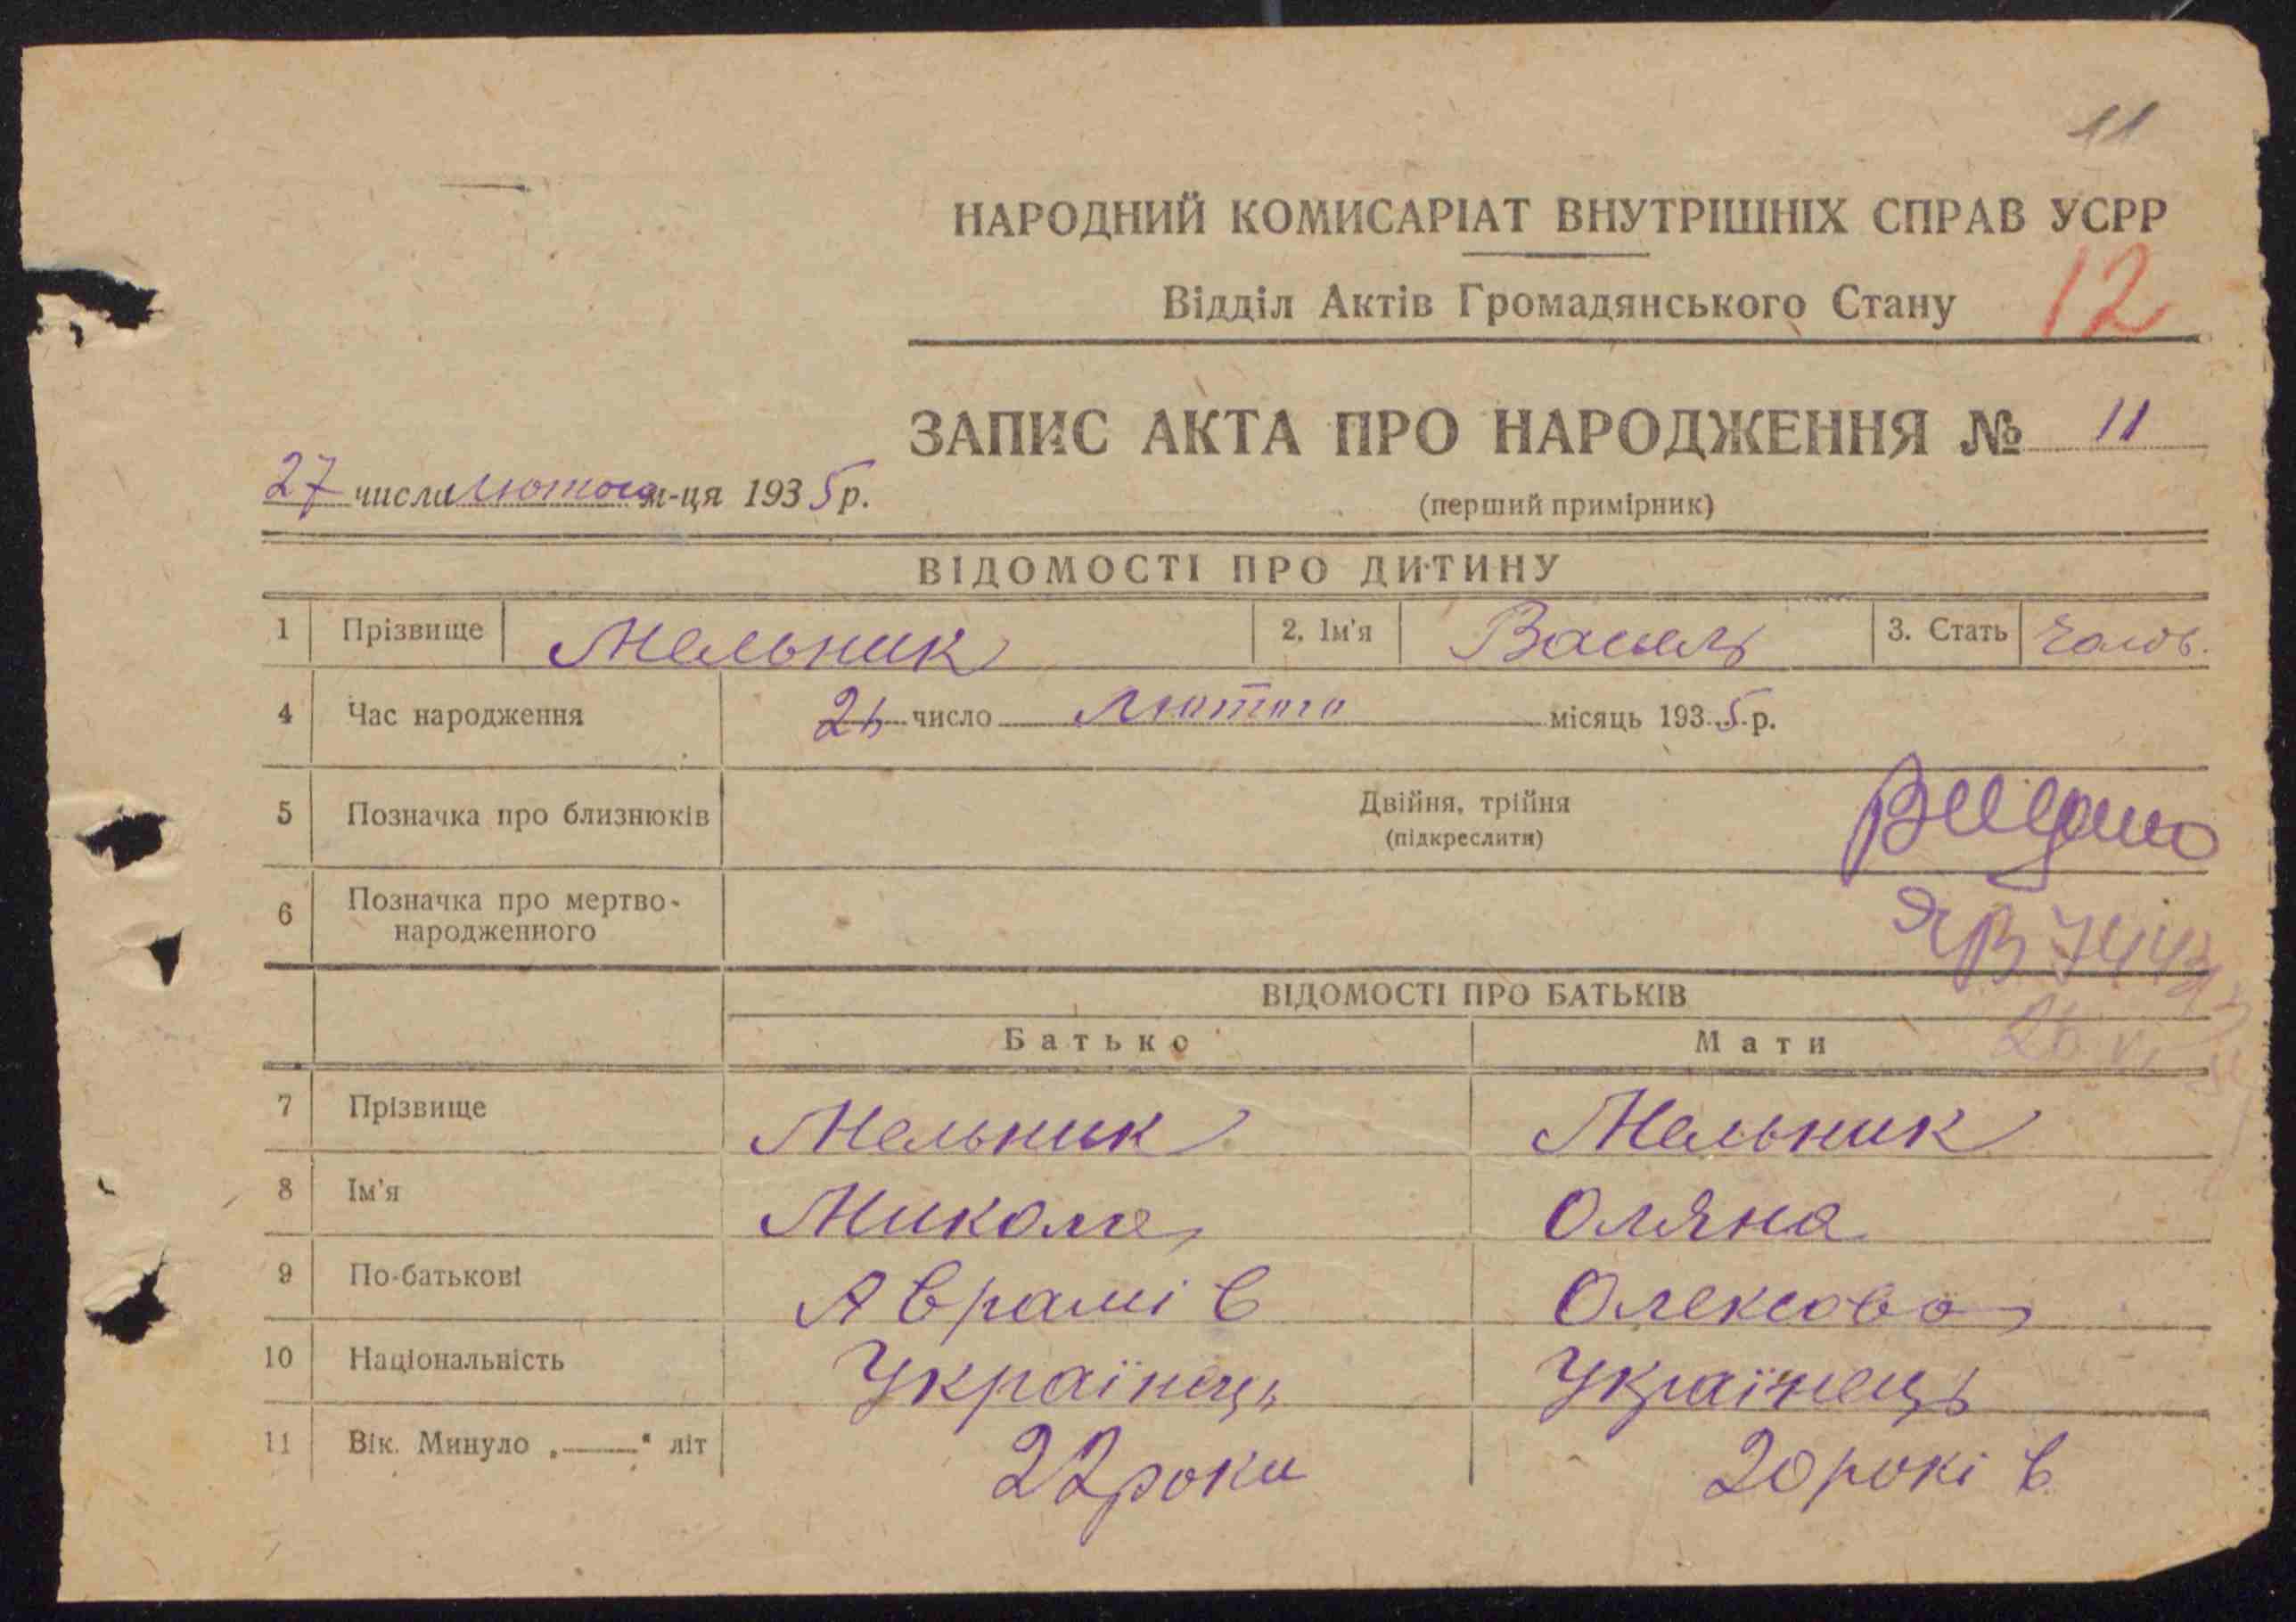 11
НАРОДНИЙ КОМИСАРІАТ ВНУТРІШНІХ СПРАВ УСРР
Відділ Актів Громадянського Стану 12
ЗАПИС АКТА ПРО НАРОДЖЕННЯ № 11
27 числа лютого м-ця 1935 р.
(перший примірник)
ВІДОМОСТІ ПРО ДИТИНУ
1 Прізвище Мельник 2. Ім'я Василь 3. Стать Чолов.
4 Час народження 26 число Лютого місяць 1935 р.
5 Позначка про близнюків Двійня, трійня
(підкреслити)
6 Позначка про мертво-
народженного
ЯВ
ВІДОМОСТІ ПРО БАТЬКІВ
Батько Мати
7 Прізвище Мельник Мельник
8 Ім'я Микола Оляна
9 По-батькові Аврамів Олексова
10 Національність Українець Українець
11 Вік. Минуло „——“ літ 22 роки 20 років